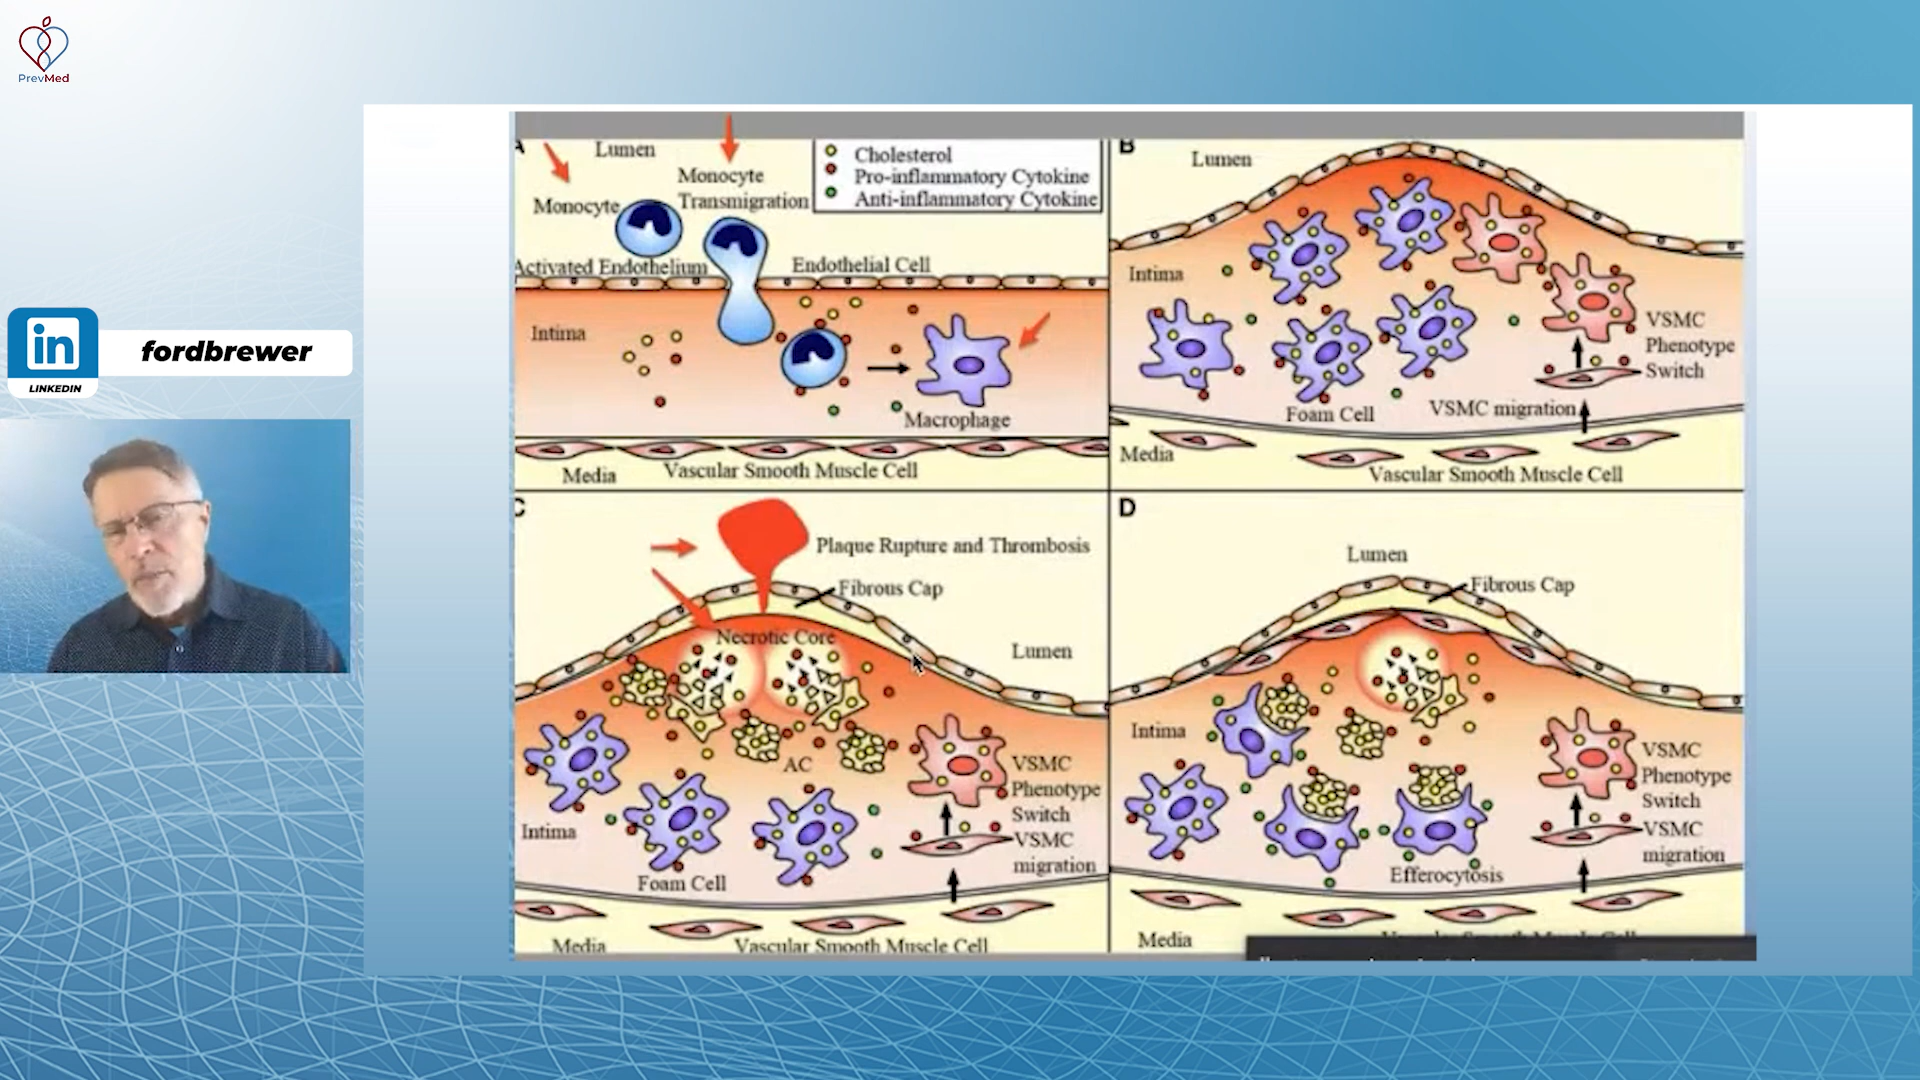 PrevMed
in
LINKEDIN
fordbrewer
A
Lumen
Monocyte
Monocyte
Transmigration
Cholesterol
Pro-inflammatory Cytokine
Anti-inflammatory Cytokine
Activated Endothelium
Endothelial Cell
Intima
Macrophage
Media
Vascular Smooth Muscle Cell
B
Lumen
Intima
VSMC
Phenotype
Switch
Foam Cell
VSMC migration
Media
Vascular Smooth Muscle Cell
C
Plaque Rupture and Thrombosis
Fibrous Cap
Necrotic Core
Lumen
AC
VSMC
Phenotype
Switch
VSMC
migration
Intima
Foam Cell
Media
Vascular Smooth Muscle Cell
D
Lumen
Fibrous Cap
Intima
VSMC
Phenotype
Switch
VSMC
migration
Efferocytosis
Media